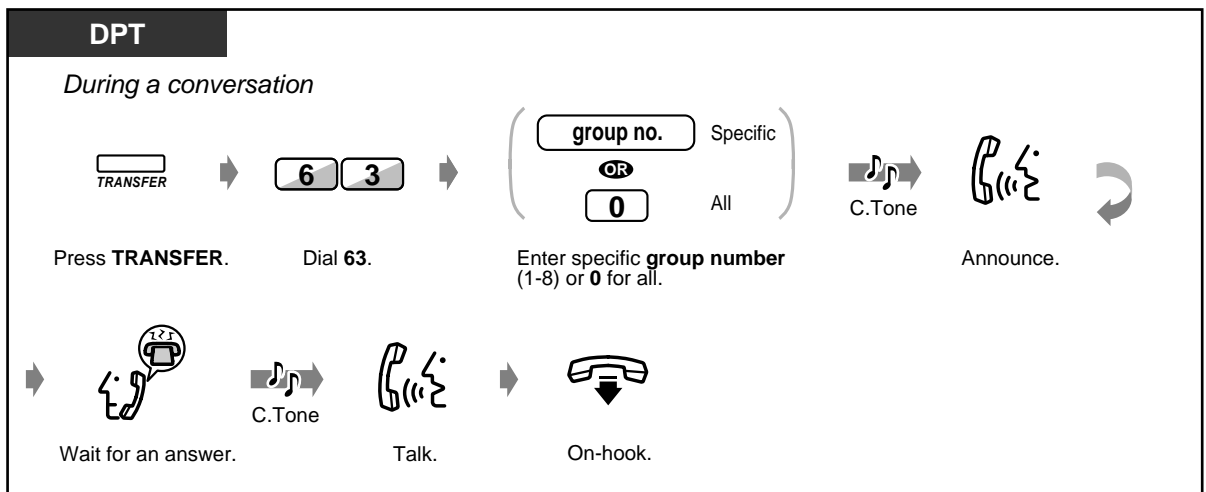 DPT
During a conversation
group no. Specific
OR
TRANSFER
6 3
0 All
C.Tone
Press TRANSFER.
Dial 63.
Enter specific group number
(1-8) or 0 for all.
Announce.
C.Tone
Wait for an answer.
Talk.
On-hook.